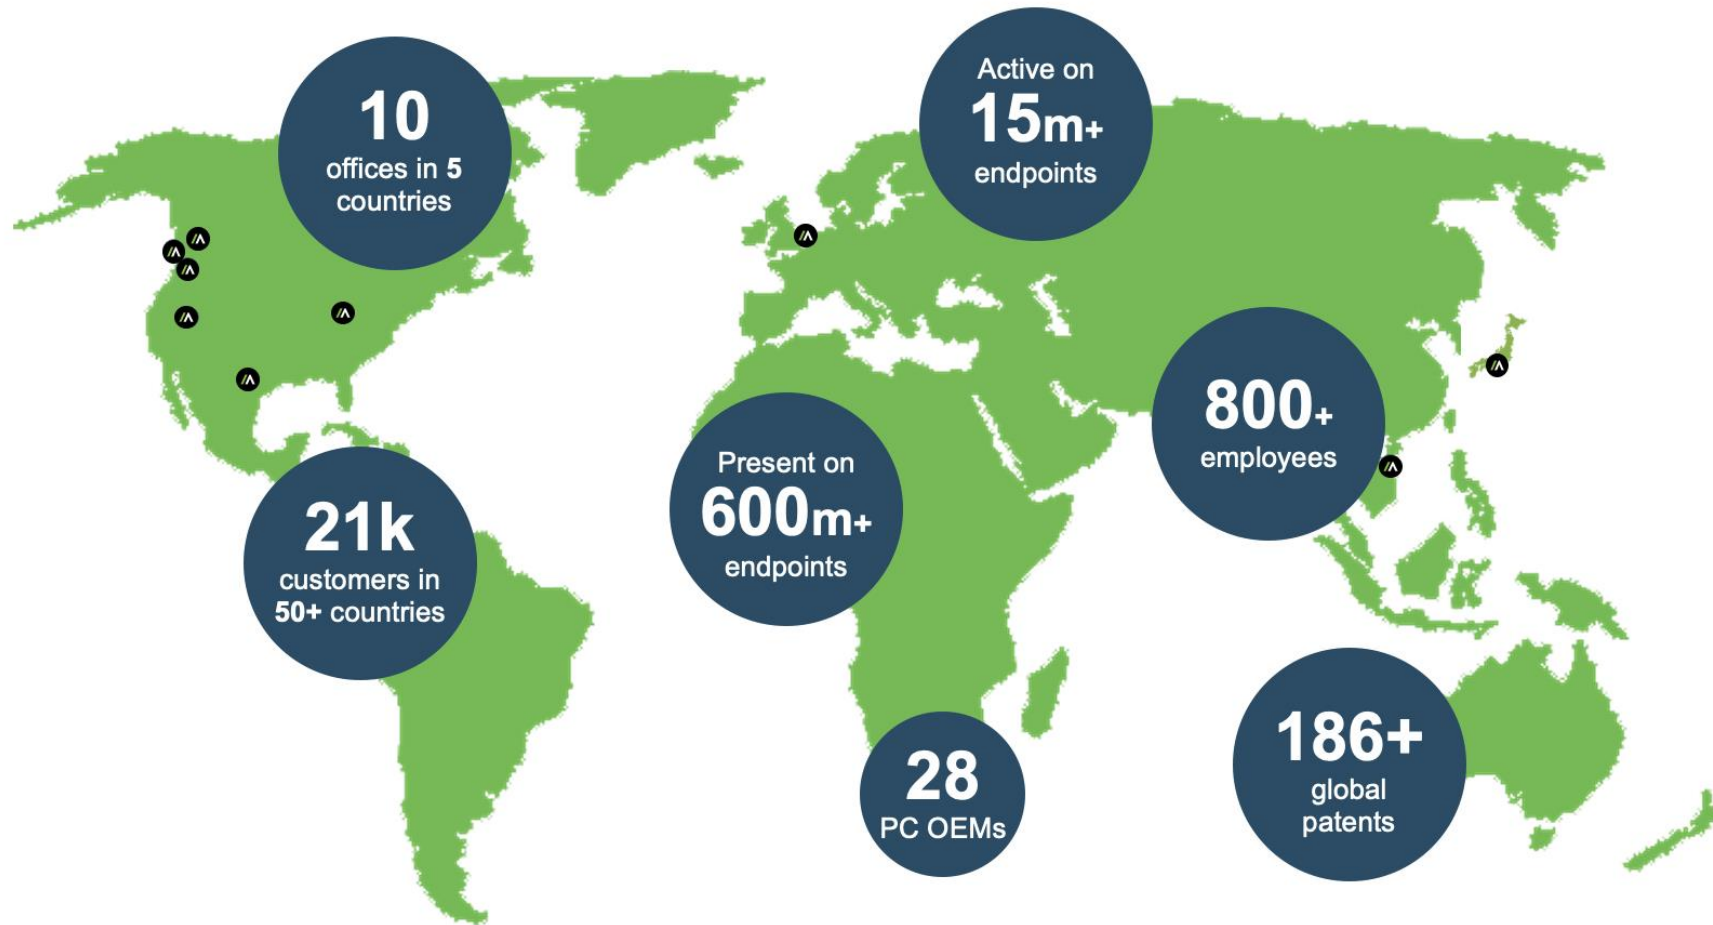 10
offices in 5
countries
Active on
15m+
endpoints
800+
employees
Present on
600m+
endpoints
21k
customers in
50+ countries
28
PC OEMs
186+
global
patents